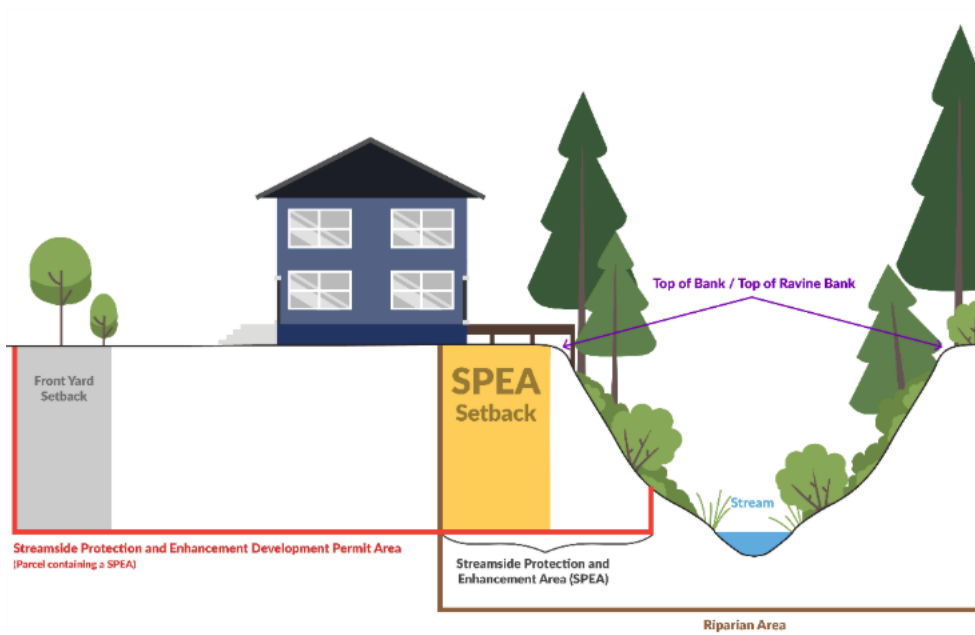 Top of Bank / Top of Ravine Bank
Front Yard
Setback
SPEA
Setback
Stream
Streamside Protection and Enhancement Development Permit Area
(Parcel containing a SPEA)
Streamside Protection and
Enhancement Area (SPEA)
Riparian Area